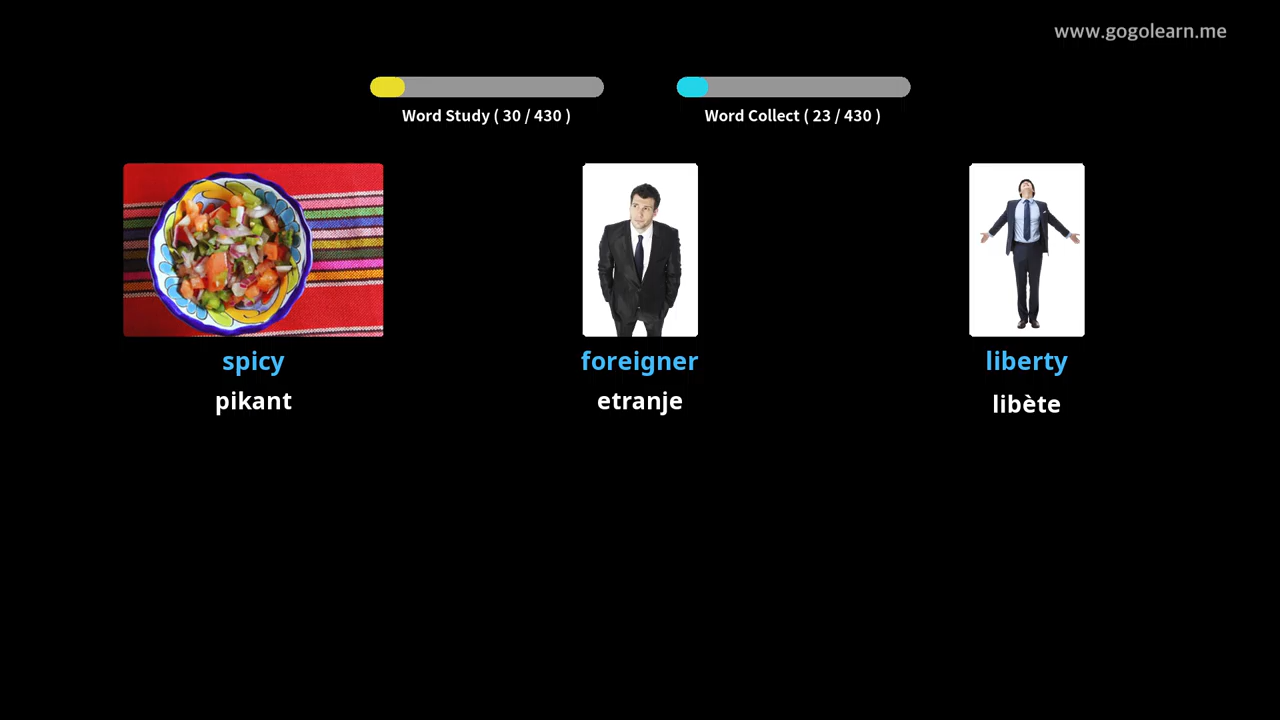 www.gogolearn.me
Word Study ( 30 / 430 )
Word Collect ( 23 / 430 )
spicy
pikant
foreigner
etranje
liberty
libète